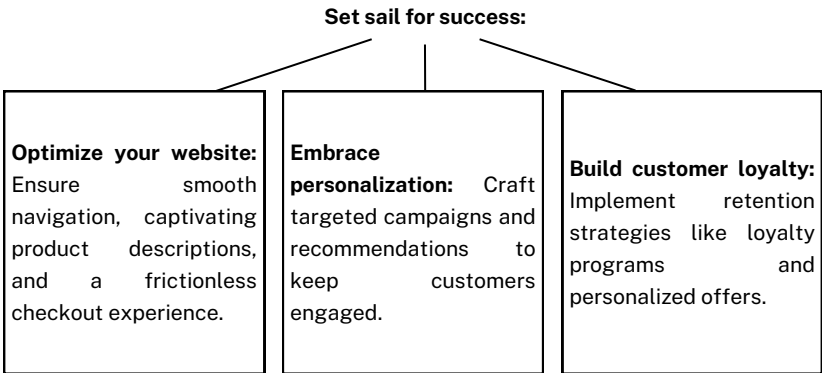 Set sail for success:
Optimize your website:
Ensure smooth
navigation, captivating
product descriptions,
and a frictionless
checkout experience.
Embrace
personalization: Craft
targeted campaigns and
recommendations to
keep customers
engaged.
Build customer loyalty:
Implement retention
strategies like loyalty
programs and
personalized offers.